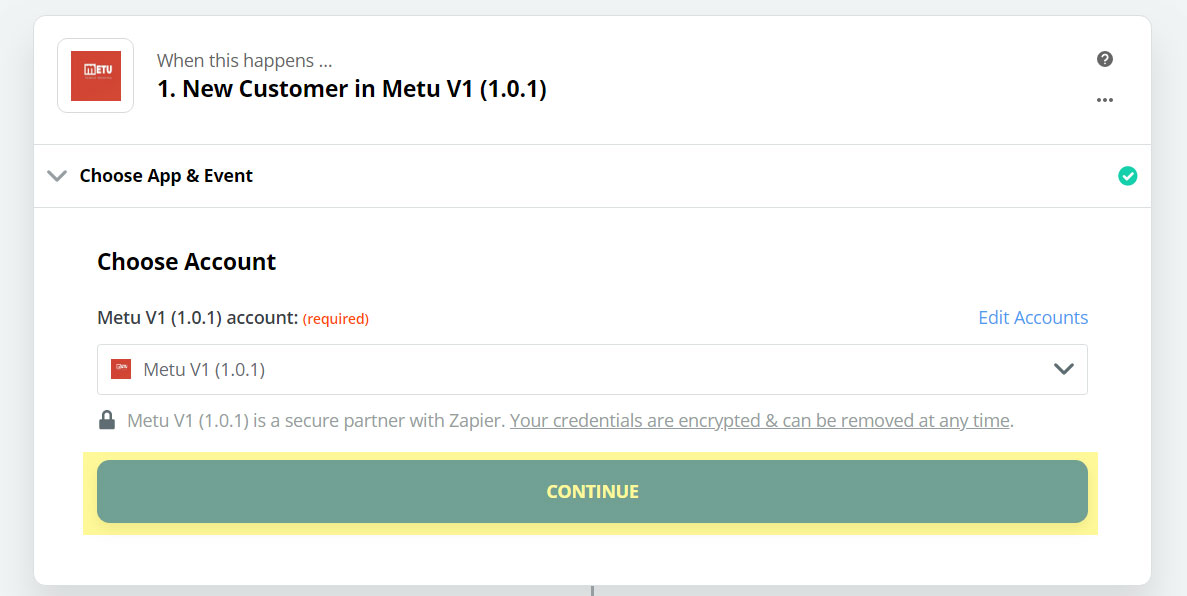 METU
When this happens ...
1. New Customer in Metu V1 (1.0.1)
Choose App & Event
Choose Account
Metu V1 (1.0.1) account: (required)
Edit Accounts
Metu V1 (1.0.1)
Metu V1 (1.0.1) is a secure partner with Zapier. Your credentials are encrypted & can be removed at any time.
CONTINUE